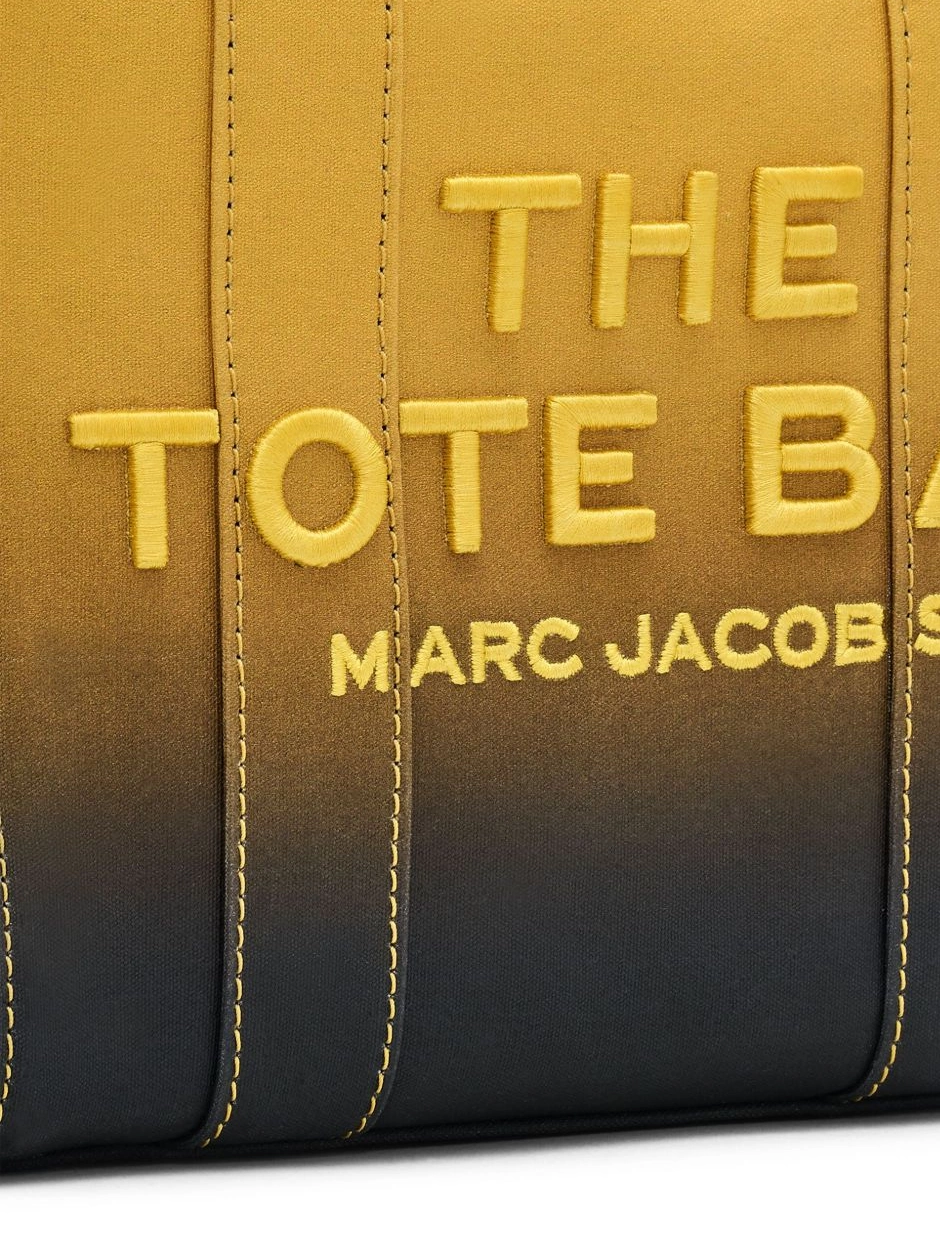 THE
TOTE BA
MARC JACOBS